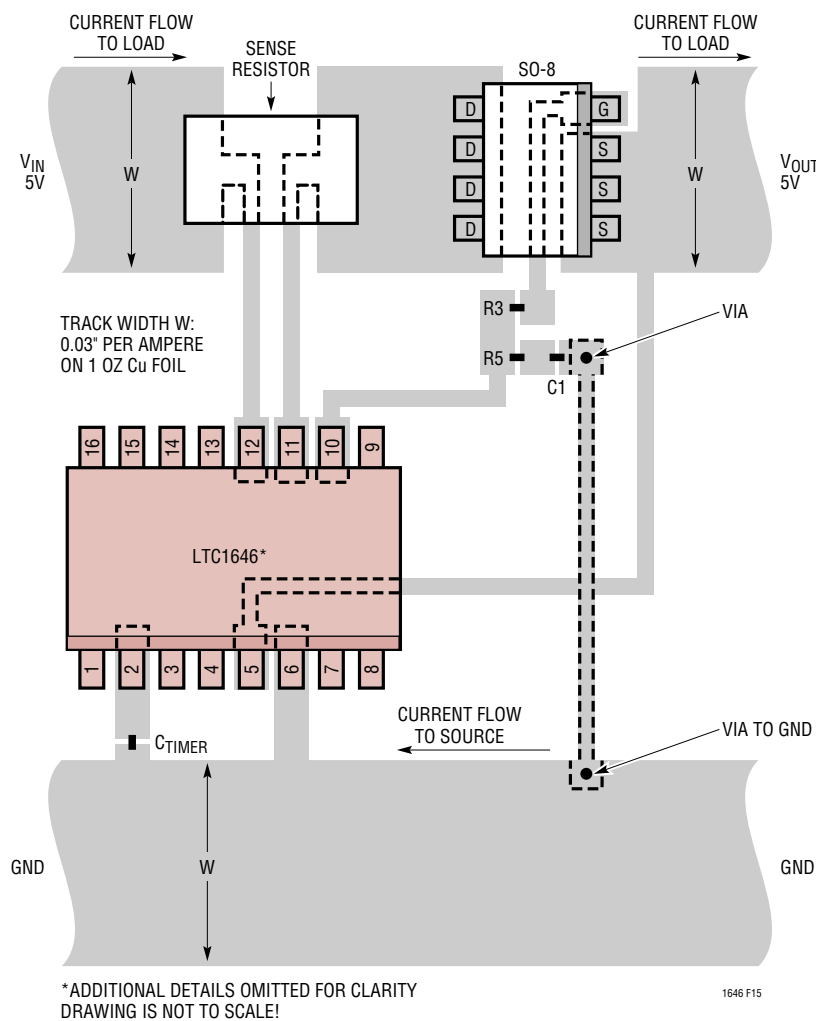 CURRENT FLOW
TO LOAD
SENSE
RESISTOR
CURRENT FLOW
TO LOAD
SO-8
D
G
D
S
D
S
D
S
VIN
5V
W
W
VOUT
5V
R3
VIA
TRACK WIDTH W:
0.03" PER AMPERE
ON 1 OZ Cu FOIL
R5
C1
16
15
14
13
12
11
10
9
LTC1646*
1
2
3
4
5
6
7
8
CTIMER
CURRENT FLOW
TO SOURCE
VIA TO GND
GND
W
GND
*ADDITIONAL DETAILS OMITTED FOR CLARITY
DRAWING IS NOT TO SCALE!
1646 F15